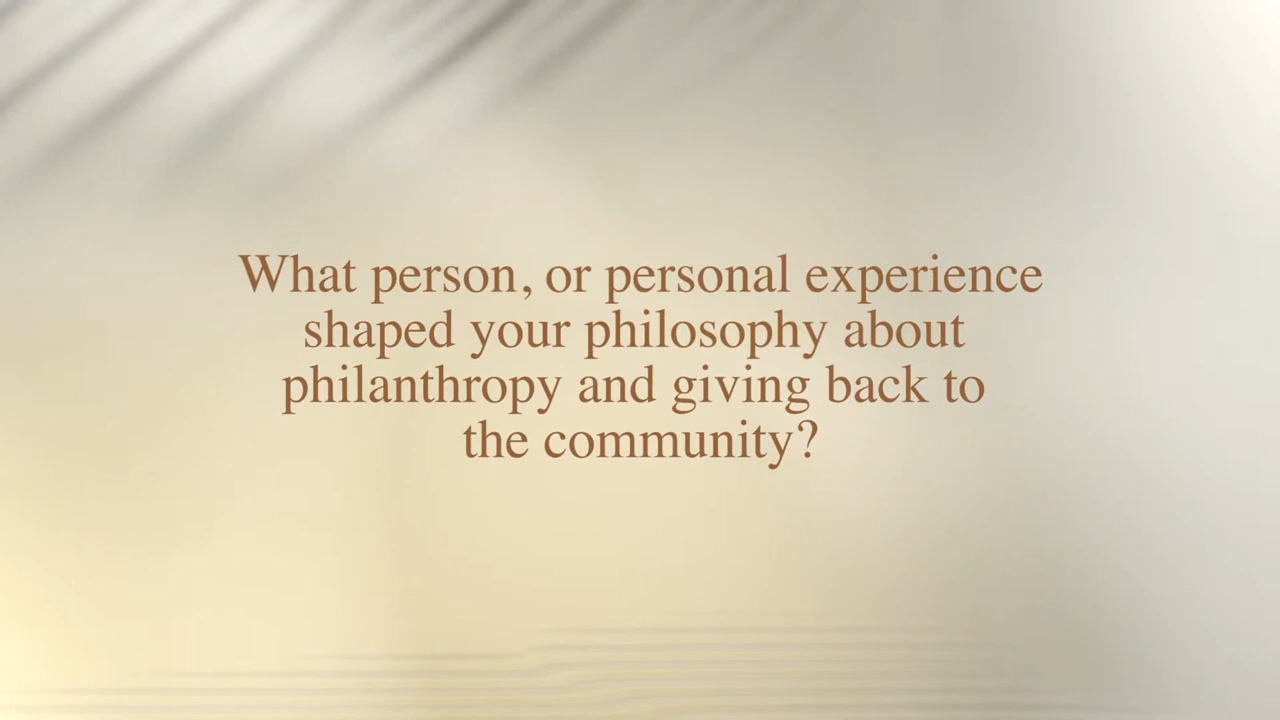 What person, or personal experience
shaped your philosophy about
philanthropy and giving back to
the community?